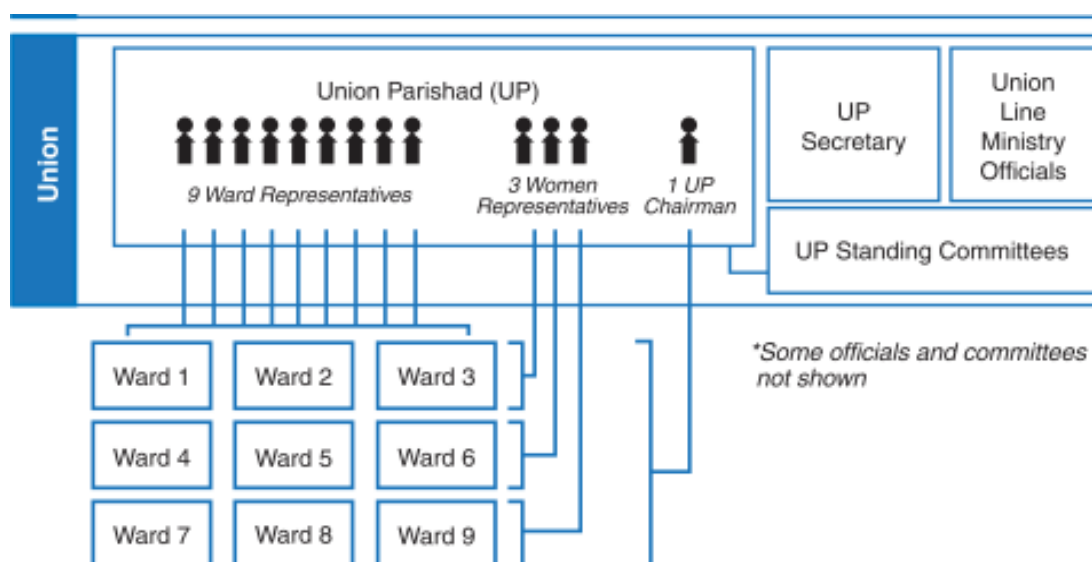 Union
Union Parishad (UP)
9 Ward Representatives
3 Women
Representatives
1 UP
Chairman
UP
Secretary
Union
Line
Ministry
Officials
UP Standing Committees
*Some officials and committees
not shown
Ward 1
Ward 2
Ward 3
Ward 4
Ward 5
Ward 6
Ward 7
Ward 8
Ward 9